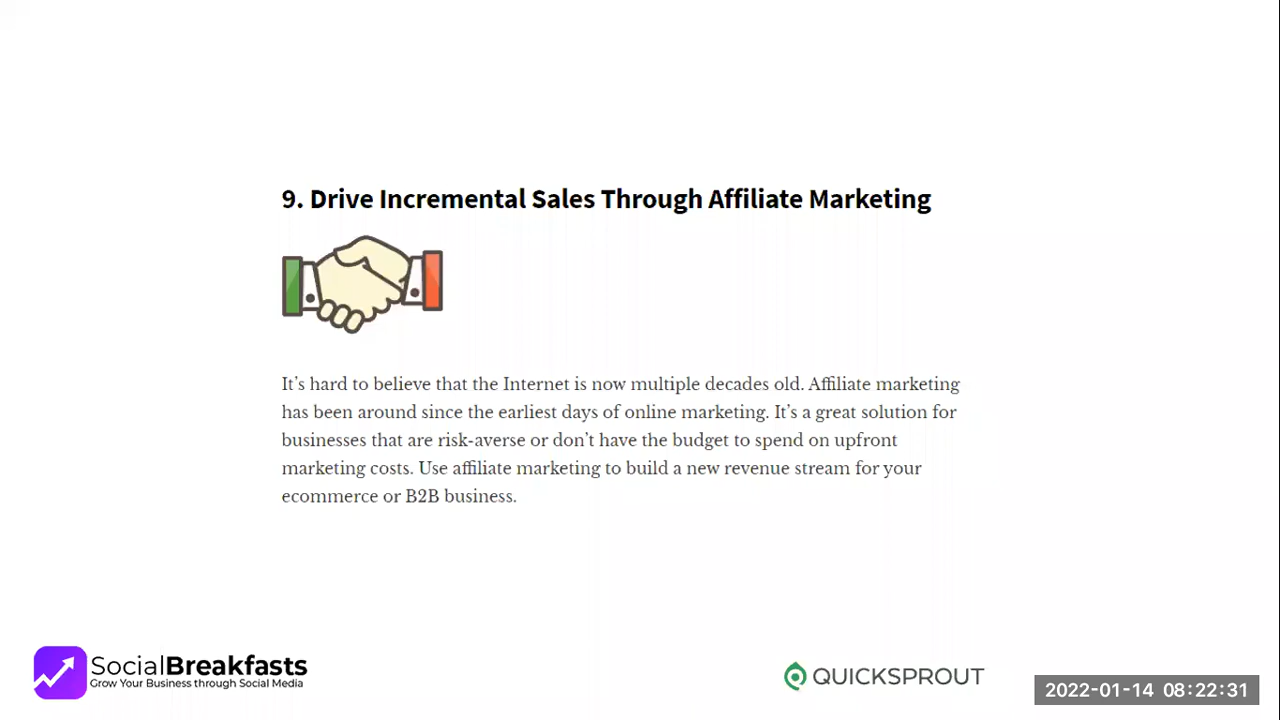 9. Drive Incremental Sales Through Affiliate Marketing
It’s hard to believe that the Internet is now multiple decades old. Affiliate marketing
has been around since the earliest days of online marketing. It’s a great solution for
businesses that are risk-averse or don’t have the budget to spend on upfront
marketing costs. Use affiliate marketing to build a new revenue stream for your
ecommerce or B2B business.
SocialBreakfasts
Grow Your Business through Social Media
QUICKSPROUT
2022-01-14 08:22:31